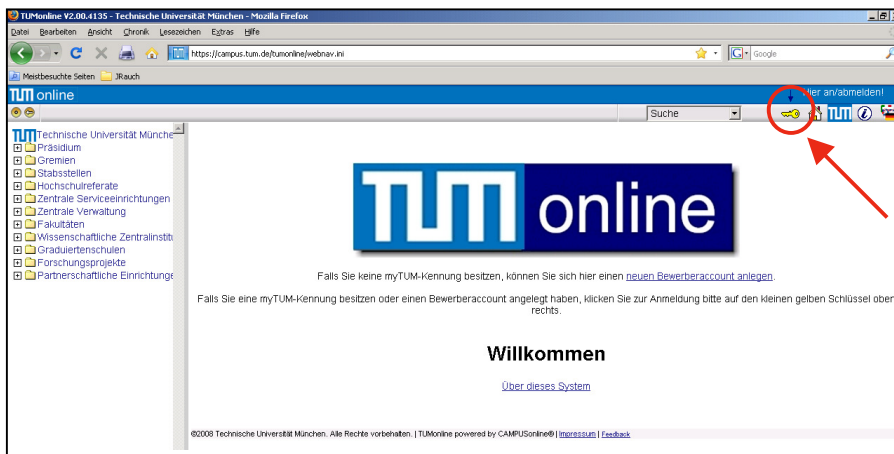 TUMonline V2.00.4135 - Technische Universität München - Mozilla Firefox
Datei Bearbeiten Ansicht Chronik Lesezeichen Extras Hilfe
https://campus.tum.de/tumonline/webnav.ini
Google
Meistbesuchte Seiten JRauch
TUM online
Hier an/abmelden!
Suche
TUM
Technische Universität Münche
Präsidium
Gremien
Stabsstellen
Hochschulreferate
Zentrale Serviceeinrichtungen
Zentrale Verwaltung
Fakultäten
Wissenschaftliche Zentralinstitu
Graduiertenschulen
Forschungsprojekte
Partnerschaftliche Einrichtunge
TUM online
Falls Sie keine myTUM-Kennung besitzen, können Sie sich hier einen neuen Bewerberaccount anlegen.
Falls Sie eine myTUM-Kennung besitzen oder einen Bewerberaccount angelegt haben, klicken Sie zur Anmeldung bitte auf den kleinen gelben Schlüssel oben
rechts.
Willkommen
Über dieses System
©2008 Technische Universität München. Alle Rechte vorbehalten. | TUMonline powered by CAMPUSonline® | Impressum | Feedback